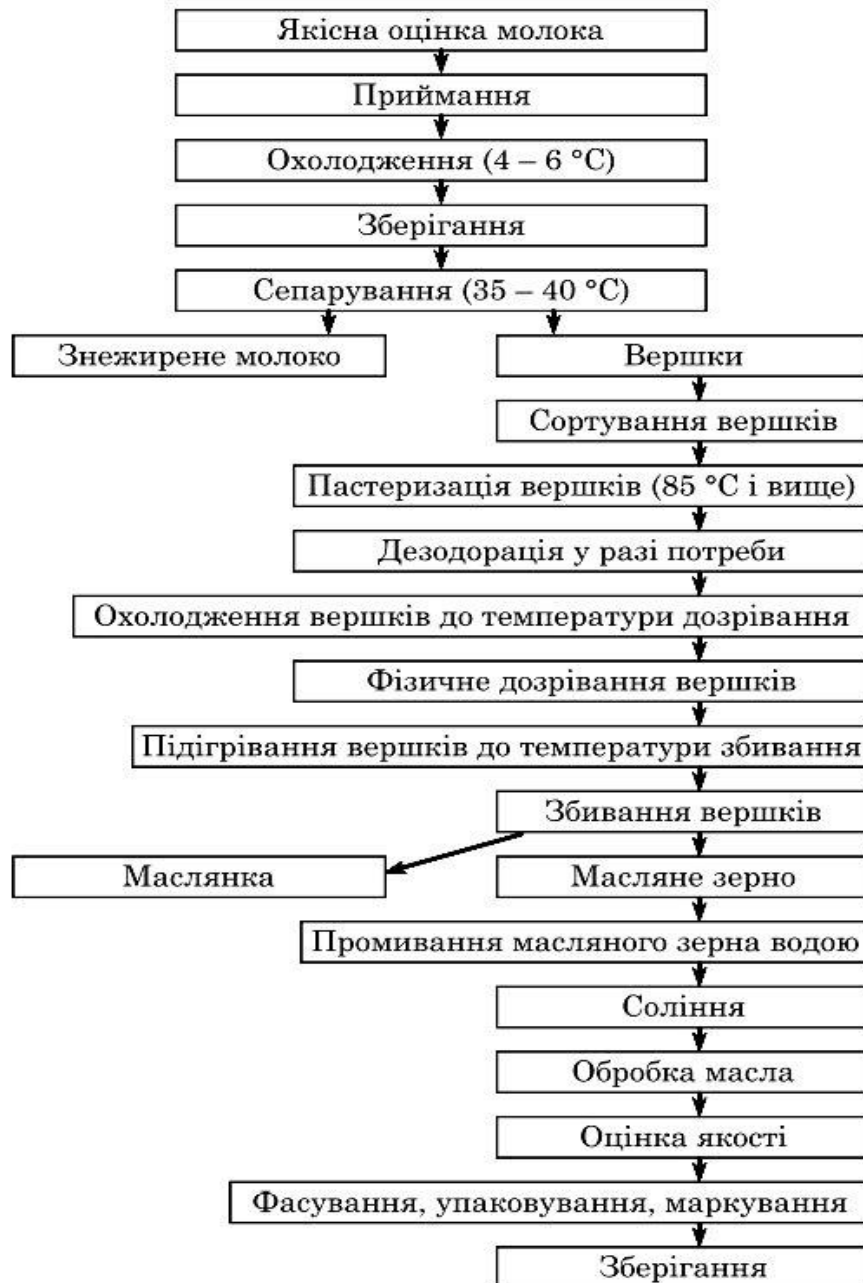 Якісна оцінка молока
Приймання
Охолодження (4 – 6 °С)
Зберігання
Сепарування (35 – 40 °С)
Знежирене молоко
Вершки
Сортування вершків
Пастеризація вершків (85 °С і вище)
Дезодорація у разі потреби
Охолодження вершків до температури дозрівання
Фізичне дозрівання вершків
Підігрівання вершків до температури збивання
Збивання вершків
Маслянка
Масляне зерно
Промивання масляного зерна водою
Соління
Обробка масла
Оцінка якості
Фасування, упаковування, маркування
Зберігання